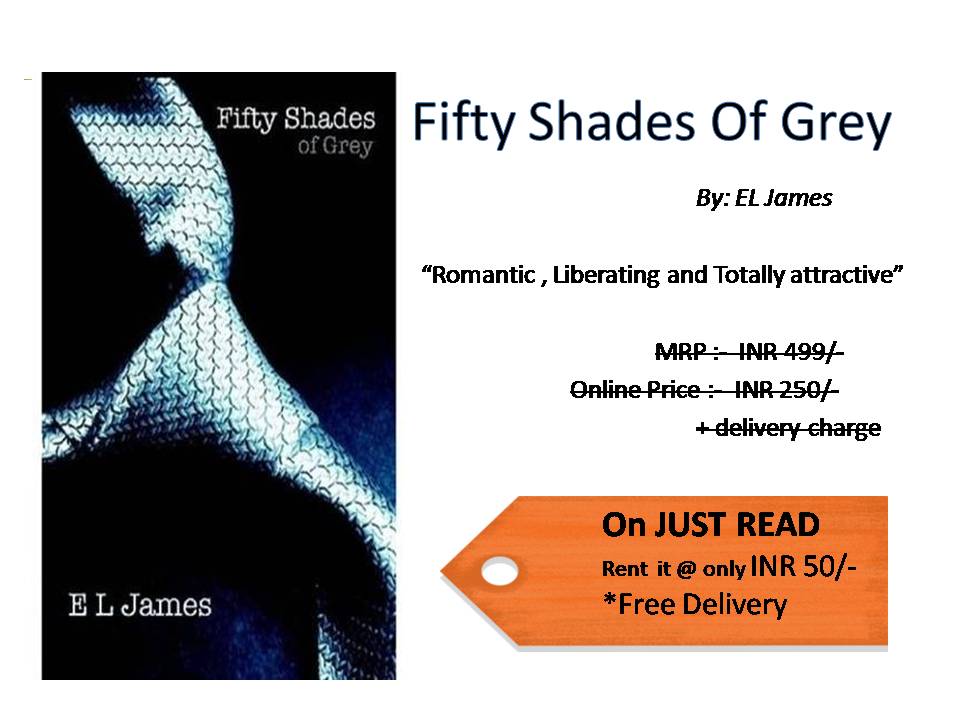 Fifty Shades
of Grey
E L James
Fifty Shades Of Grey
By: EL James
“Romantic , Liberating and Totally attractive”
MRP :- INR 499/-
Online Price :- INR 250/-
+ delivery charge
On JUST READ
Rent it @ only INR 50/-
*Free Delivery